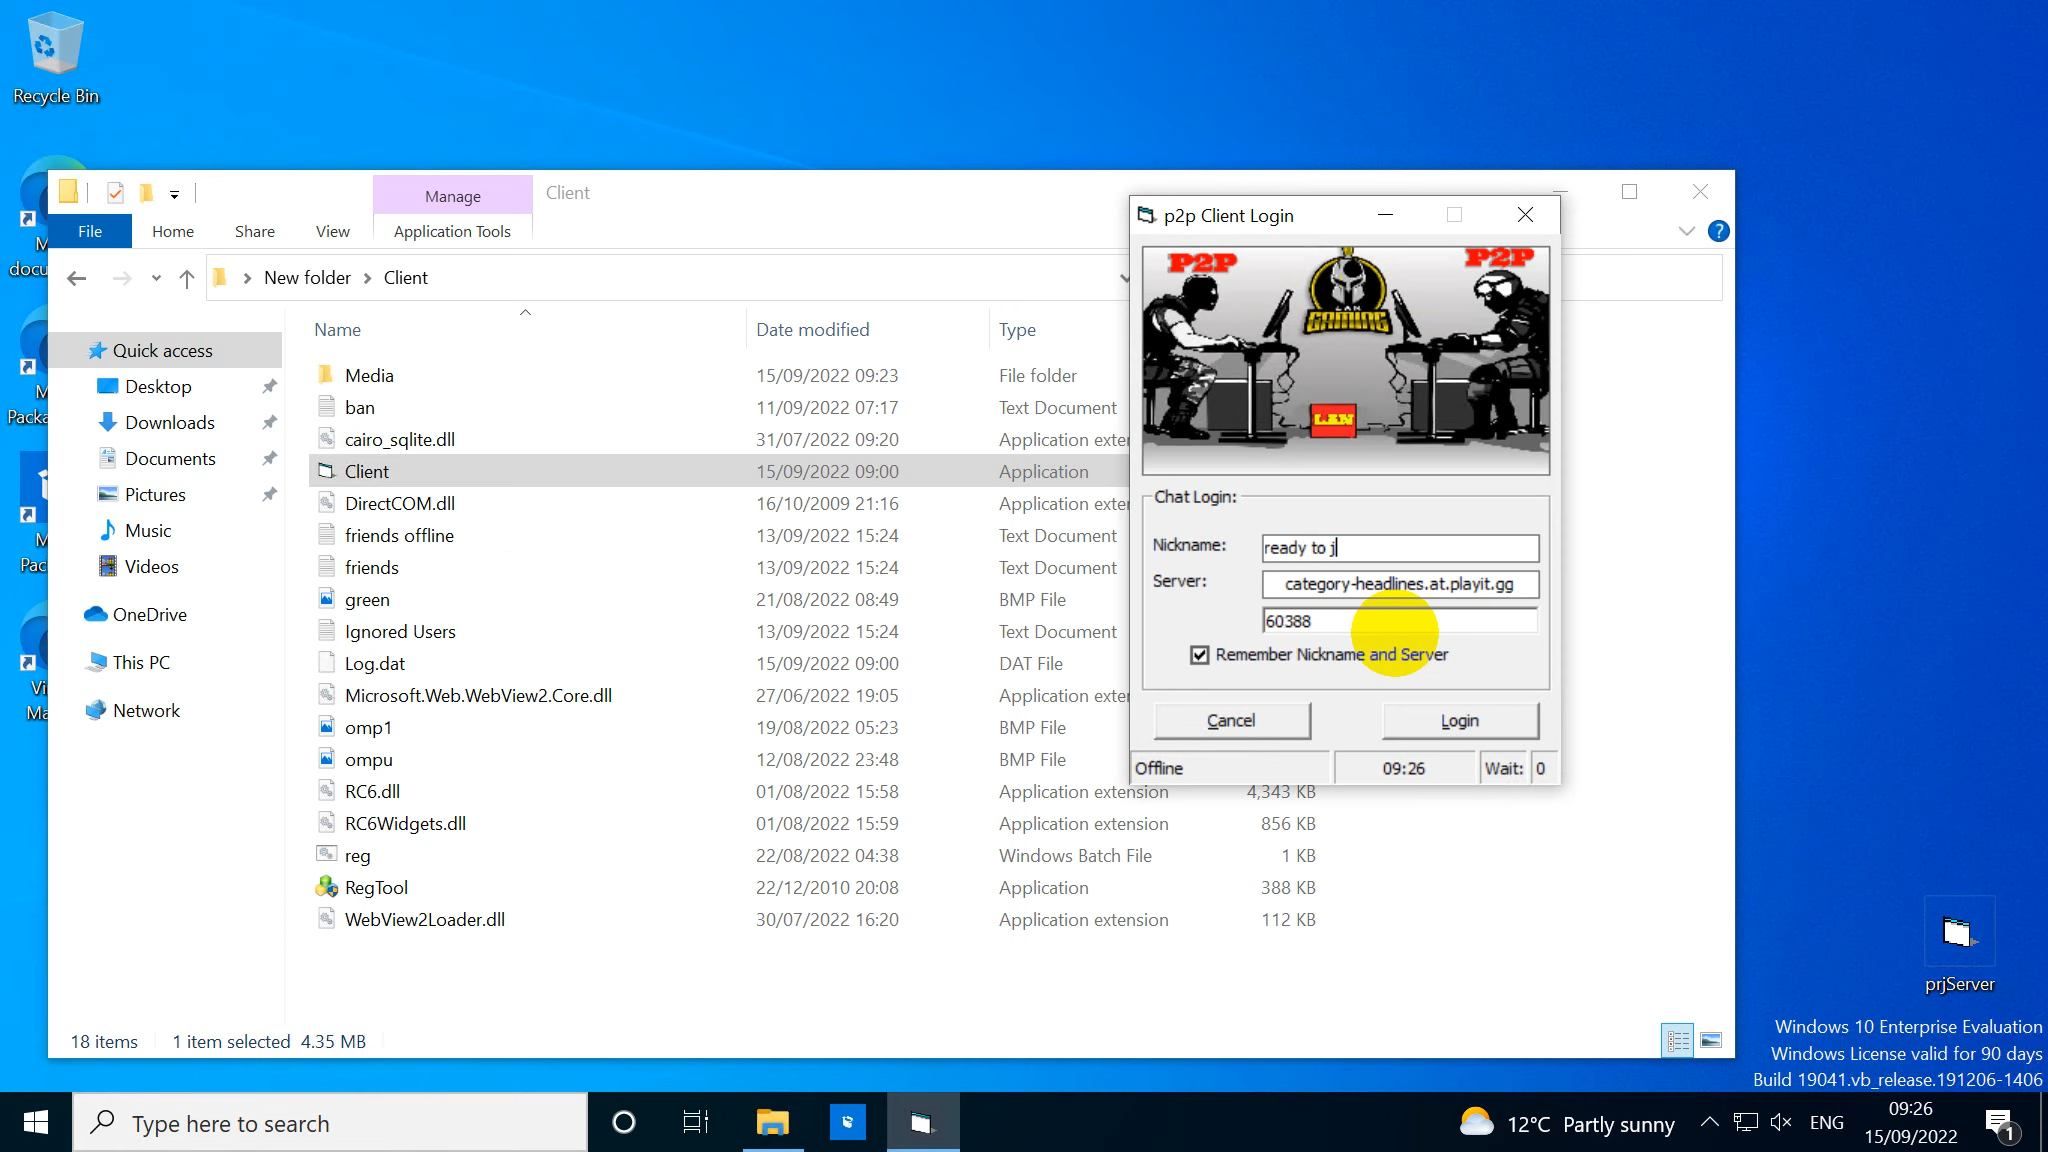 Recycle Bin
Manage
Client
File
Home
Share
View
Application Tools
New folder
Client
Name
Date modified
Type
Quick access
Desktop
Downloads
Documents
Pictures
Music
Videos
OneDrive
This PC
Network
Media 15/09/2022 09:23 File folder
ban 11/09/2022 07:17 Text Document
cairo_sqlite.dll 31/07/2022 09:20 Application exter
Client 15/09/2022 09:00 Application
DirectCOM.dll 16/10/2009 21:16 Application exter
friends offline 13/09/2022 15:24 Text Document
friends 13/09/2022 15:24 Text Document
green 21/08/2022 08:49 BMP File
Ignored Users 13/09/2022 15:24 Text Document
Log.dat 15/09/2022 09:00 DAT File
Microsoft.Web.WebView2.Core.dll 27/06/2022 19:05 Application exter
omp1 19/08/2022 05:23 BMP File
ompu 12/08/2022 23:48 BMP File
RC6.dll 01/08/2022 15:58 Application extension 4,343 KB
RC6Widgets.dll 01/08/2022 15:59 Application extension 856 KB
reg 22/08/2022 04:38 Windows Batch File 1 KB
RegTool 22/12/2010 20:08 Application 388 KB
WebView2Loader.dll 30/07/2022 16:20 Application extension 112 KB
18 items 1 item selected 4.35 MB
p2p Client Login
P2P
P2P
LAN
GAMING
LAN
Chat Login:
Nickname: ready to j
Server: category-headlines.at.playit.gg
60388
Remember Nickname and Server
Cancel
Login
Offline
09:26
Wait: 0
prjServer
Windows 10 Enterprise Evaluation
Windows License valid for 90 days
Build 19041.vb_release.191206-1406
Type here to search
12°C Partly sunny
ENG
09:26
15/09/2022
1